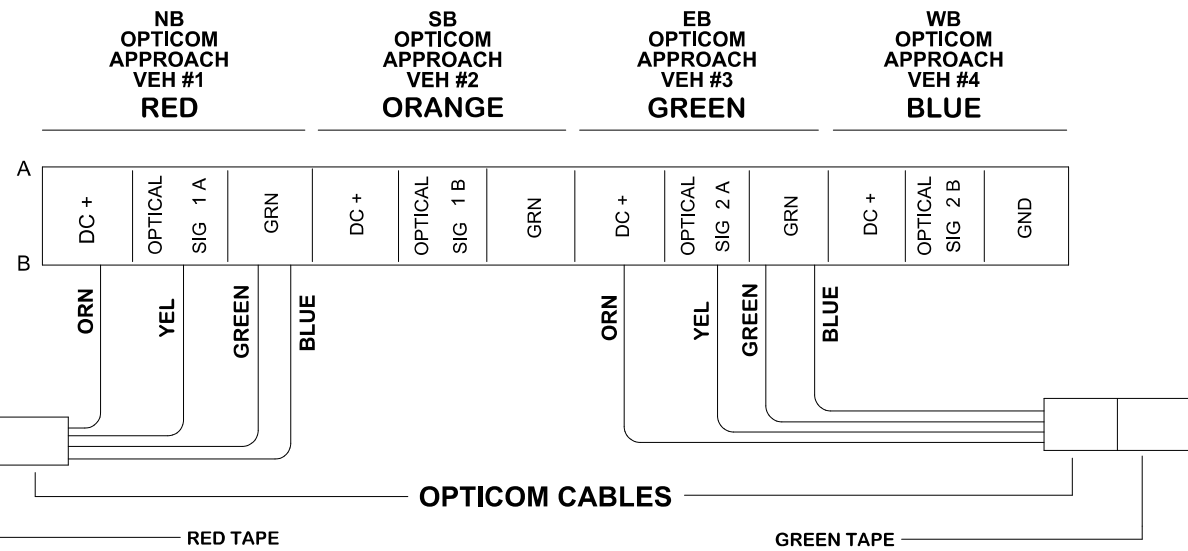 NB
OPTICOM
APPROACH
VEH #1
RED
SB
OPTICOM
APPROACH
VEH #2
ORANGE
EB
OPTICOM
APPROACH
VEH #3
GREEN
WB
OPTICOM
APPROACH
VEH #4
BLUE
A
B
DC +
OPTICAL
SIG 1 A
GRN
DC +
OPTICAL
SIG 1 B
GRN
DC +
OPTICAL
SIG 2 A
GRN
DC +
OPTICAL
SIG 2 B
GND
ORN
YEL
GREEN
BLUE
ORN
YEL
GREEN
BLUE
OPTICOM CABLES
RED TAPE
GREEN TAPE